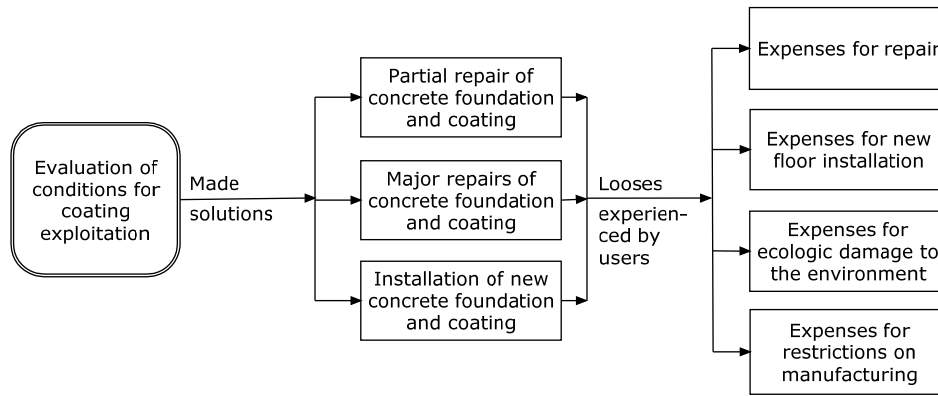 Evaluation of
conditions for
coating
exploitation
Made
solutions
Partial repair of
concrete foundation
and coating
Major repairs of
concrete foundation
and coating
Installation of new
concrete foundation
and coating
Looses
experien-
ced by
users
Expenses for repair
Expenses for new
floor installation
Expenses for
ecologic damage to
the environment
Expenses for
restrictions on
manufacturing